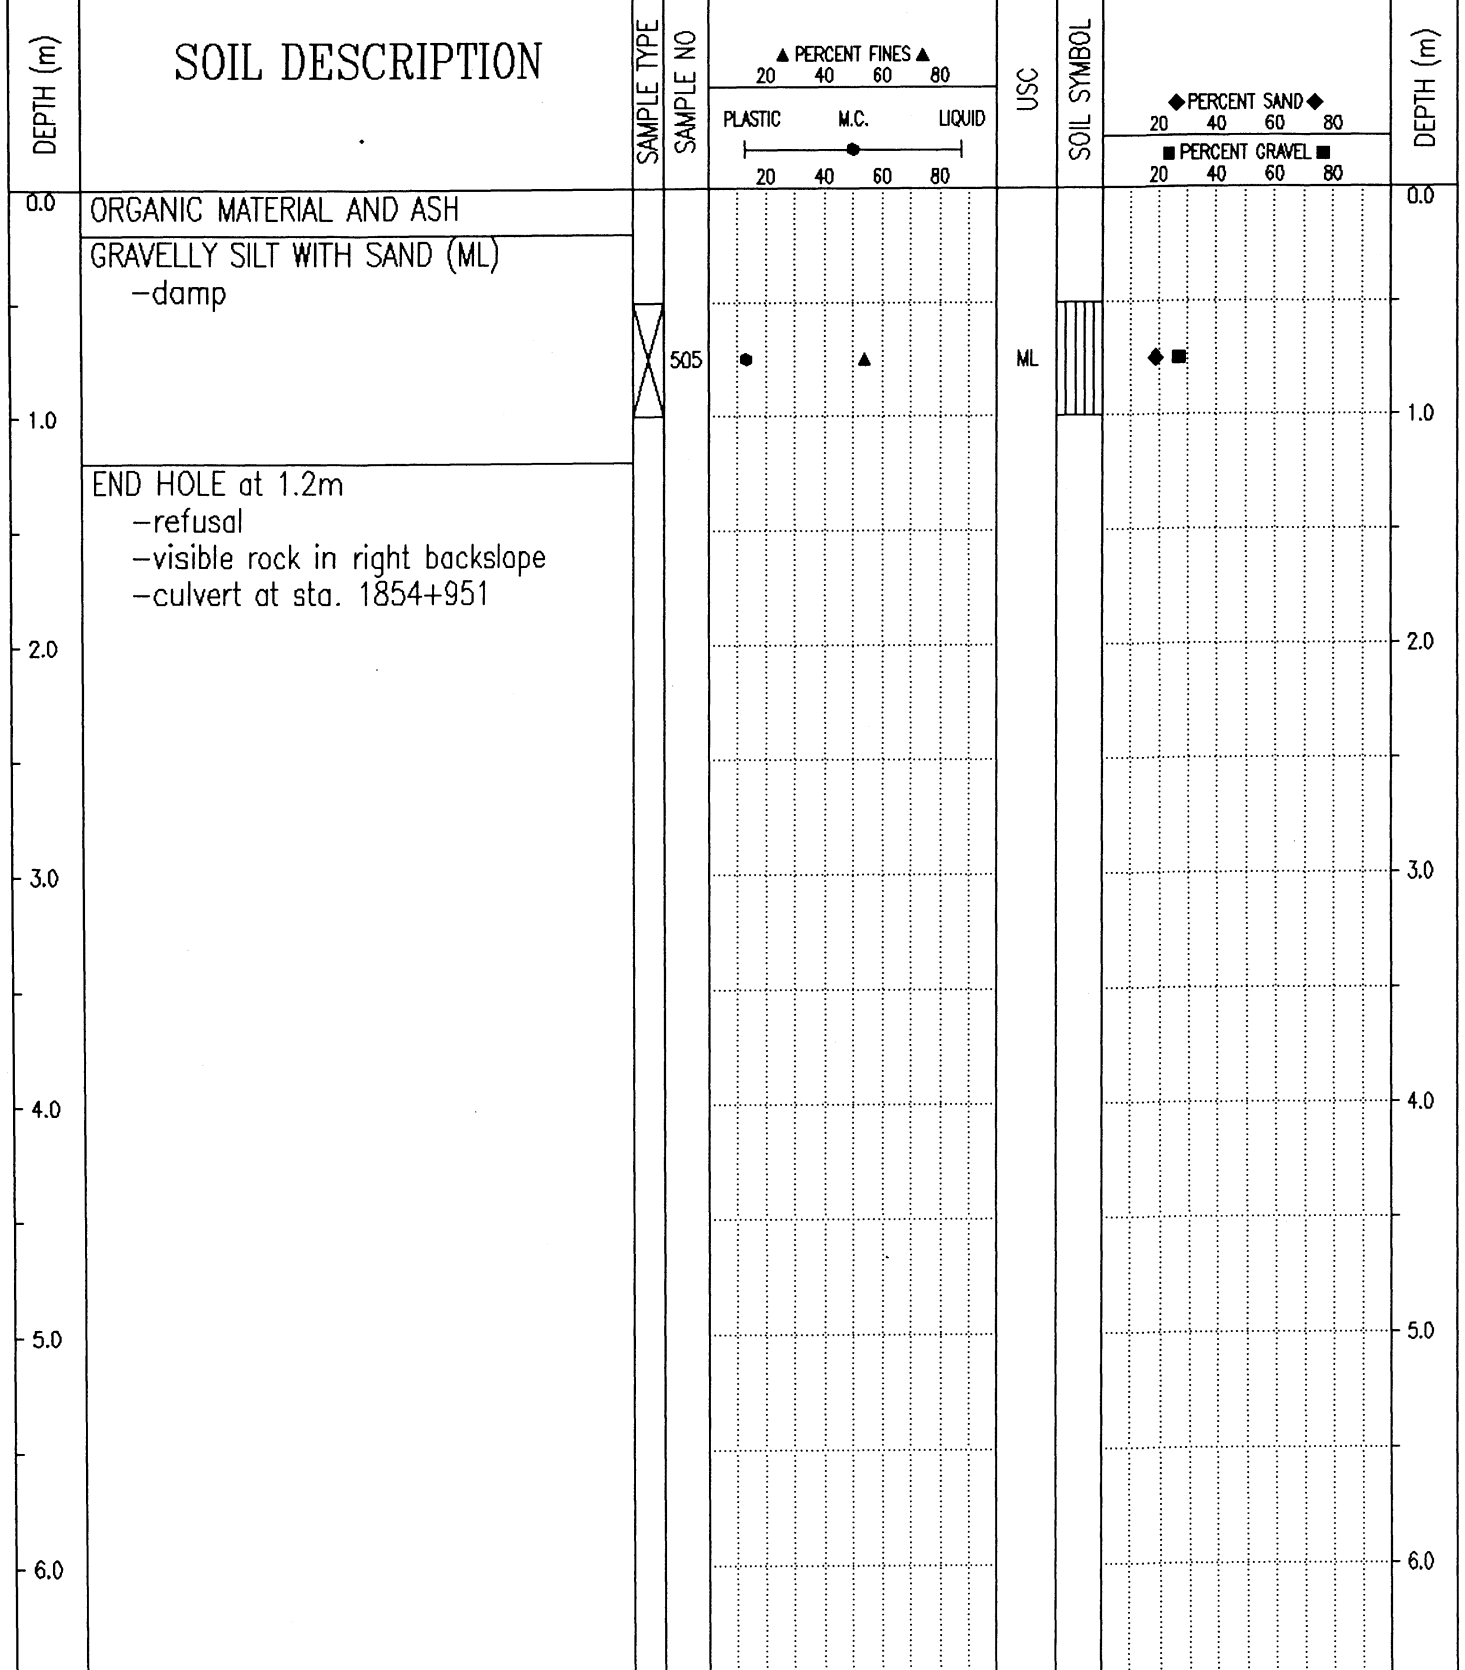 DEPTH (m)
SOIL DESCRIPTION
SAMPLE TYPE
SAMPLE NO
▲ PERCENT FINES ▲
20 40 60 80
PLASTIC M.C. LIQUID
20 40 60 80
USC
SOIL SYMBOL
◆ PERCENT SAND ◆
20 40 60 80
■ PERCENT GRAVEL ■
20 40 60 80
DEPTH (m)
0.0 ORGANIC MATERIAL AND ASH 0.0
GRAVELLY SILT WITH SAND (ML)
-damp
505 ML
1.0 1.0
END HOLE at 1.2m
-refusal
-visible rock in right backslope
-culvert at sta. 1854+951
2.0 2.0
3.0 3.0
4.0 4.0
5.0 5.0
6.0 6.0